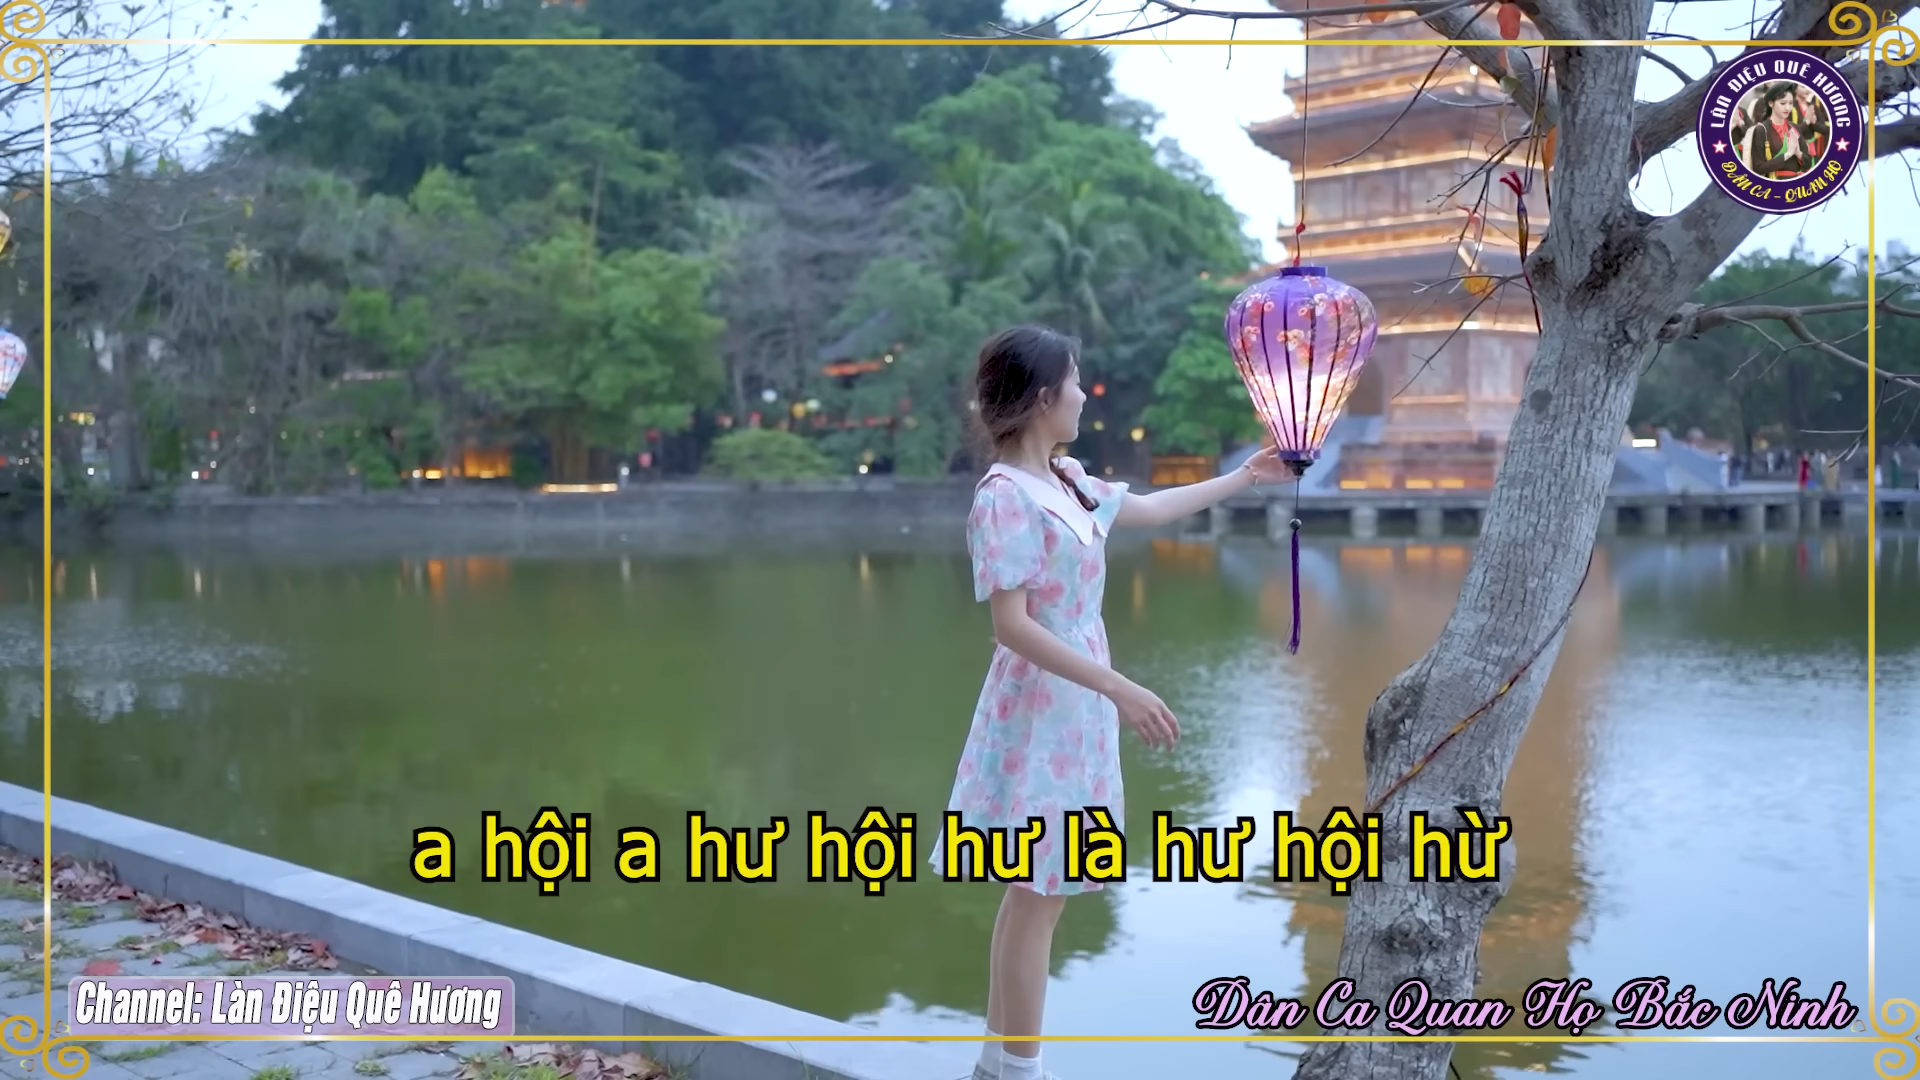 LÀN ĐIỆU QUÊ HƯƠNG
DÂN CA - QUAN HỌ
a hội a hư hội hư là hư hội hừ
Channel: Làn Điệu Quê Hương
Dân Ca Quan Họ Bắc Ninh